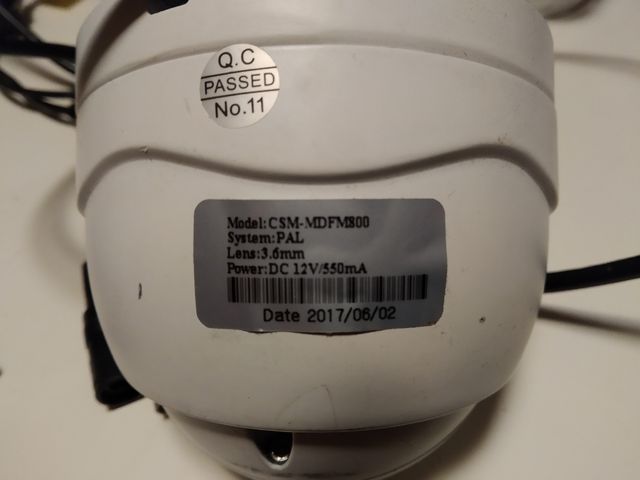 Q.C
PASSED
No.11
Model:CSM-MDFM800
System:PAL
Lens:3.6mm
Power:DC 12V/550mA
Date 2017/06/02